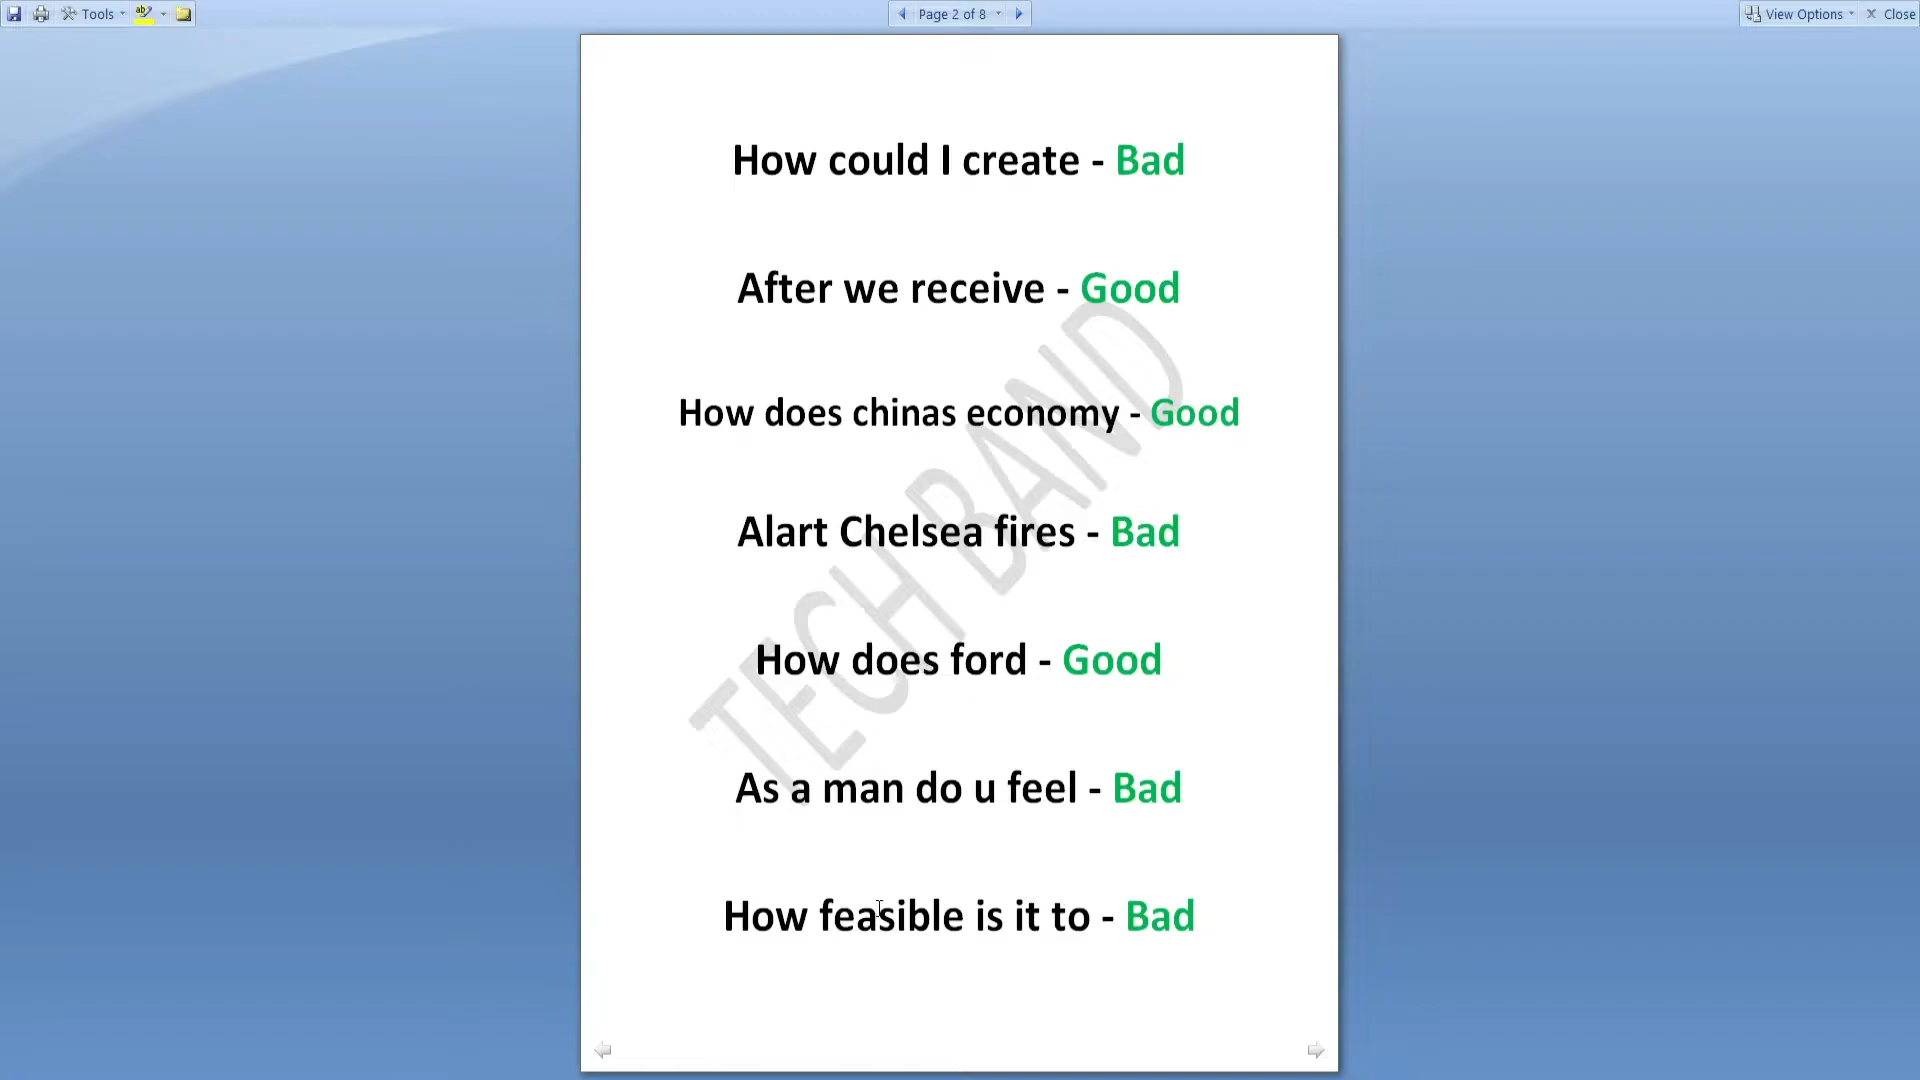 Tools
Page 2 of 8
View Options
Close
How could I create - Bad
After we receive - Good
How does chinas economy - Good
Alart Chelsea fires - Bad
How does ford - Good
As a man do u feel - Bad
How feasible is it to - Bad
TECH BAND